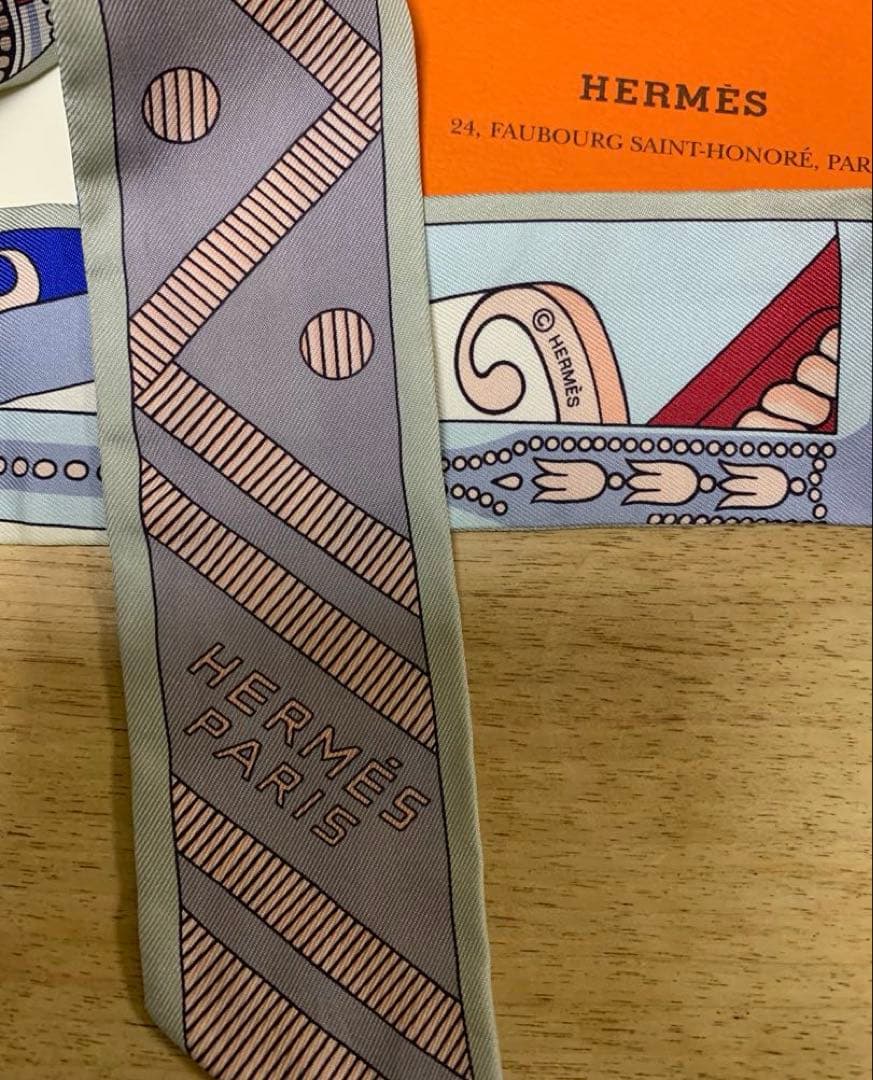 HERMÈS
24, FAUBOURG SAINT-HONORÉ, PAR
© HERMÈS
HERMÈS
PARIS